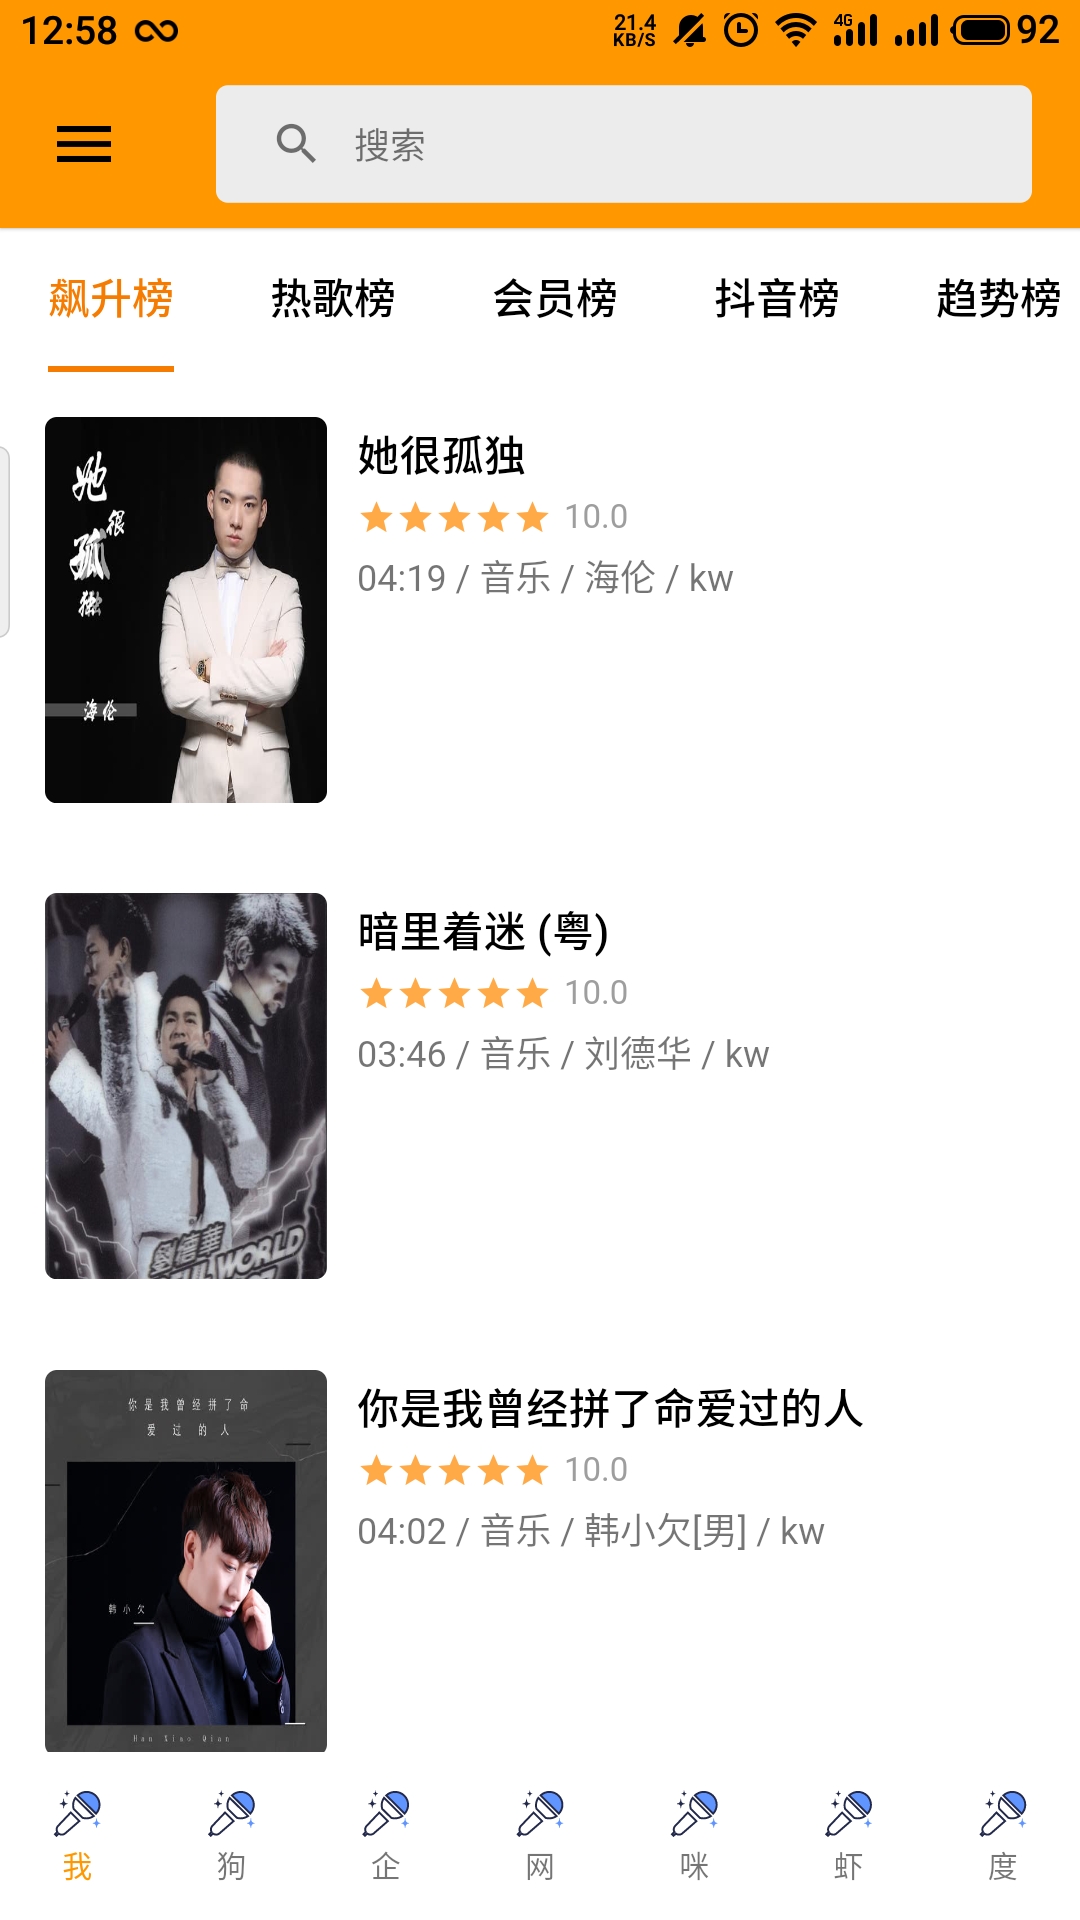 12:58
21.4
KB/S
4G
92
搜索
飙升榜 热歌榜 会员榜 抖音榜 趋势榜
她
很
孤
独
海伦
她很孤独
10.0
04:19 / 音乐 / 海伦 / kw
劉德華
WORLD
暗里着迷 (粤)
10.0
03:46 / 音乐 / 刘德华 / kw
你是我曾经拼了命
爱过的人
韩小欠
Han Xiao Qian
你是我曾经拼了命爱过的人
10.0
04:02 / 音乐 / 韩小欠[男] / kw
我 狗 企 网 咪 虾 度